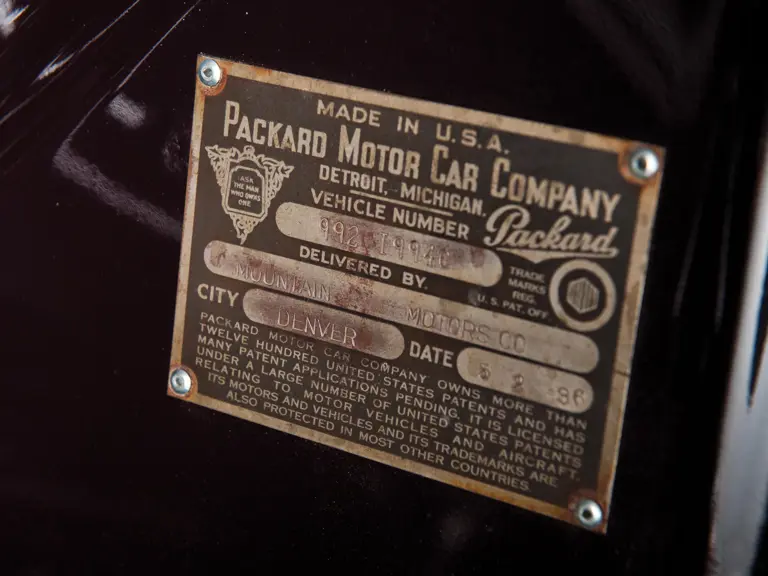 MADE IN U.S.A.
PACKARD MOTOR CAR COMPANY
DETROIT, MICHIGAN.
ASK
THE MAN
WHO OWNS
ONE
VEHICLE NUMBER
Packard
DELIVERED BY.
TRADE
MARKS
REG.
U.S. PAT. OFF.
MOUNTAIN MOTORS CO
CITY DENVER DATE 5 2 36
PACKARD MOTOR CAR COMPANY OWNS MORE THAN
TWELVE HUNDRED UNITED STATES PATENTS AND HAS
MANY PATENT APPLICATIONS PENDING. IT IS LICENSED
UNDER A LARGE NUMBER OF UNITED STATES PATENTS
RELATING TO MOTOR VEHICLES AND AIRCRAFT.
ITS MOTORS AND VEHICLES AND ITS TRADEMARKS ARE
ALSO PROTECTED IN MOST OTHER COUNTRIES.